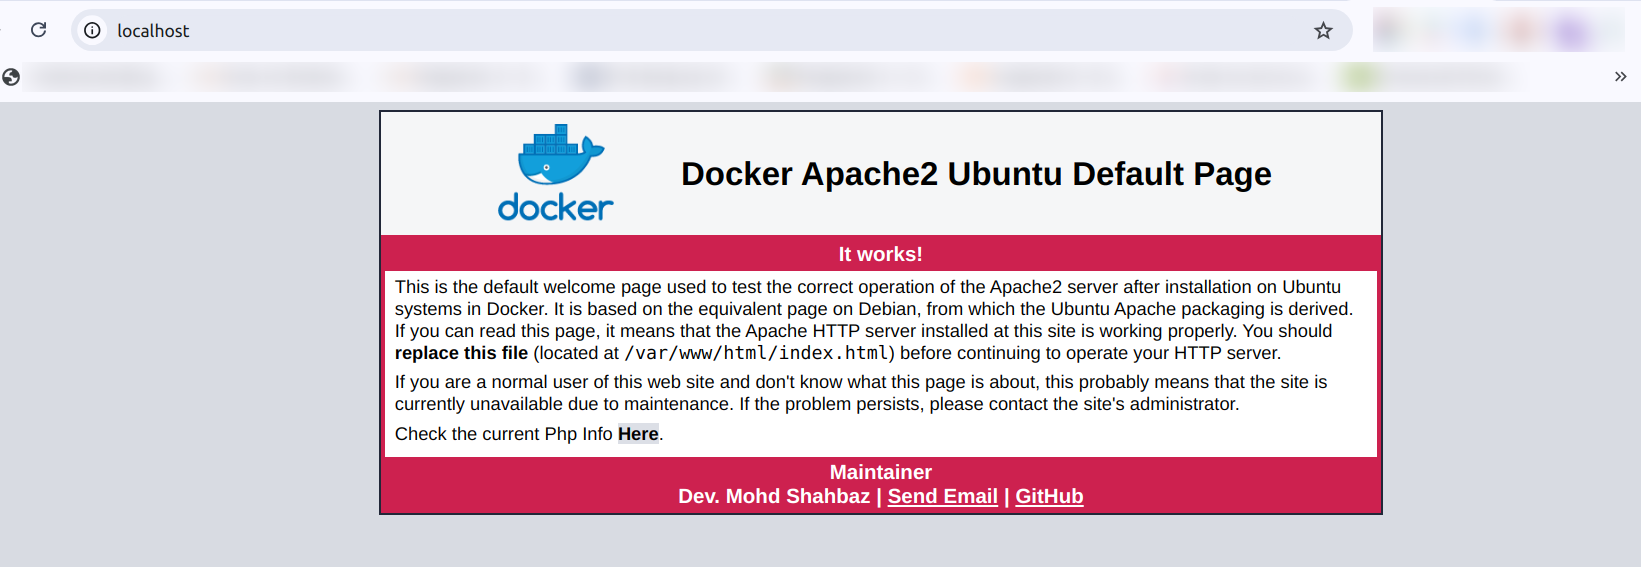 localhost
docker
Docker Apache2 Ubuntu Default Page
It works!
This is the default welcome page used to test the correct operation of the Apache2 server after installation on Ubuntu
systems in Docker. It is based on the equivalent page on Debian, from which the Ubuntu Apache packaging is derived.
If you can read this page, it means that the Apache HTTP server installed at this site is working properly. You should
replace this file (located at /var/www/html/index.html) before continuing to operate your HTTP server.
If you are a normal user of this web site and don't know what this page is about, this probably means that the site is
currently unavailable due to maintenance. If the problem persists, please contact the site's administrator.
Check the current Php Info Here.
Maintainer
Dev. Mohd Shahbaz | Send Email | GitHub